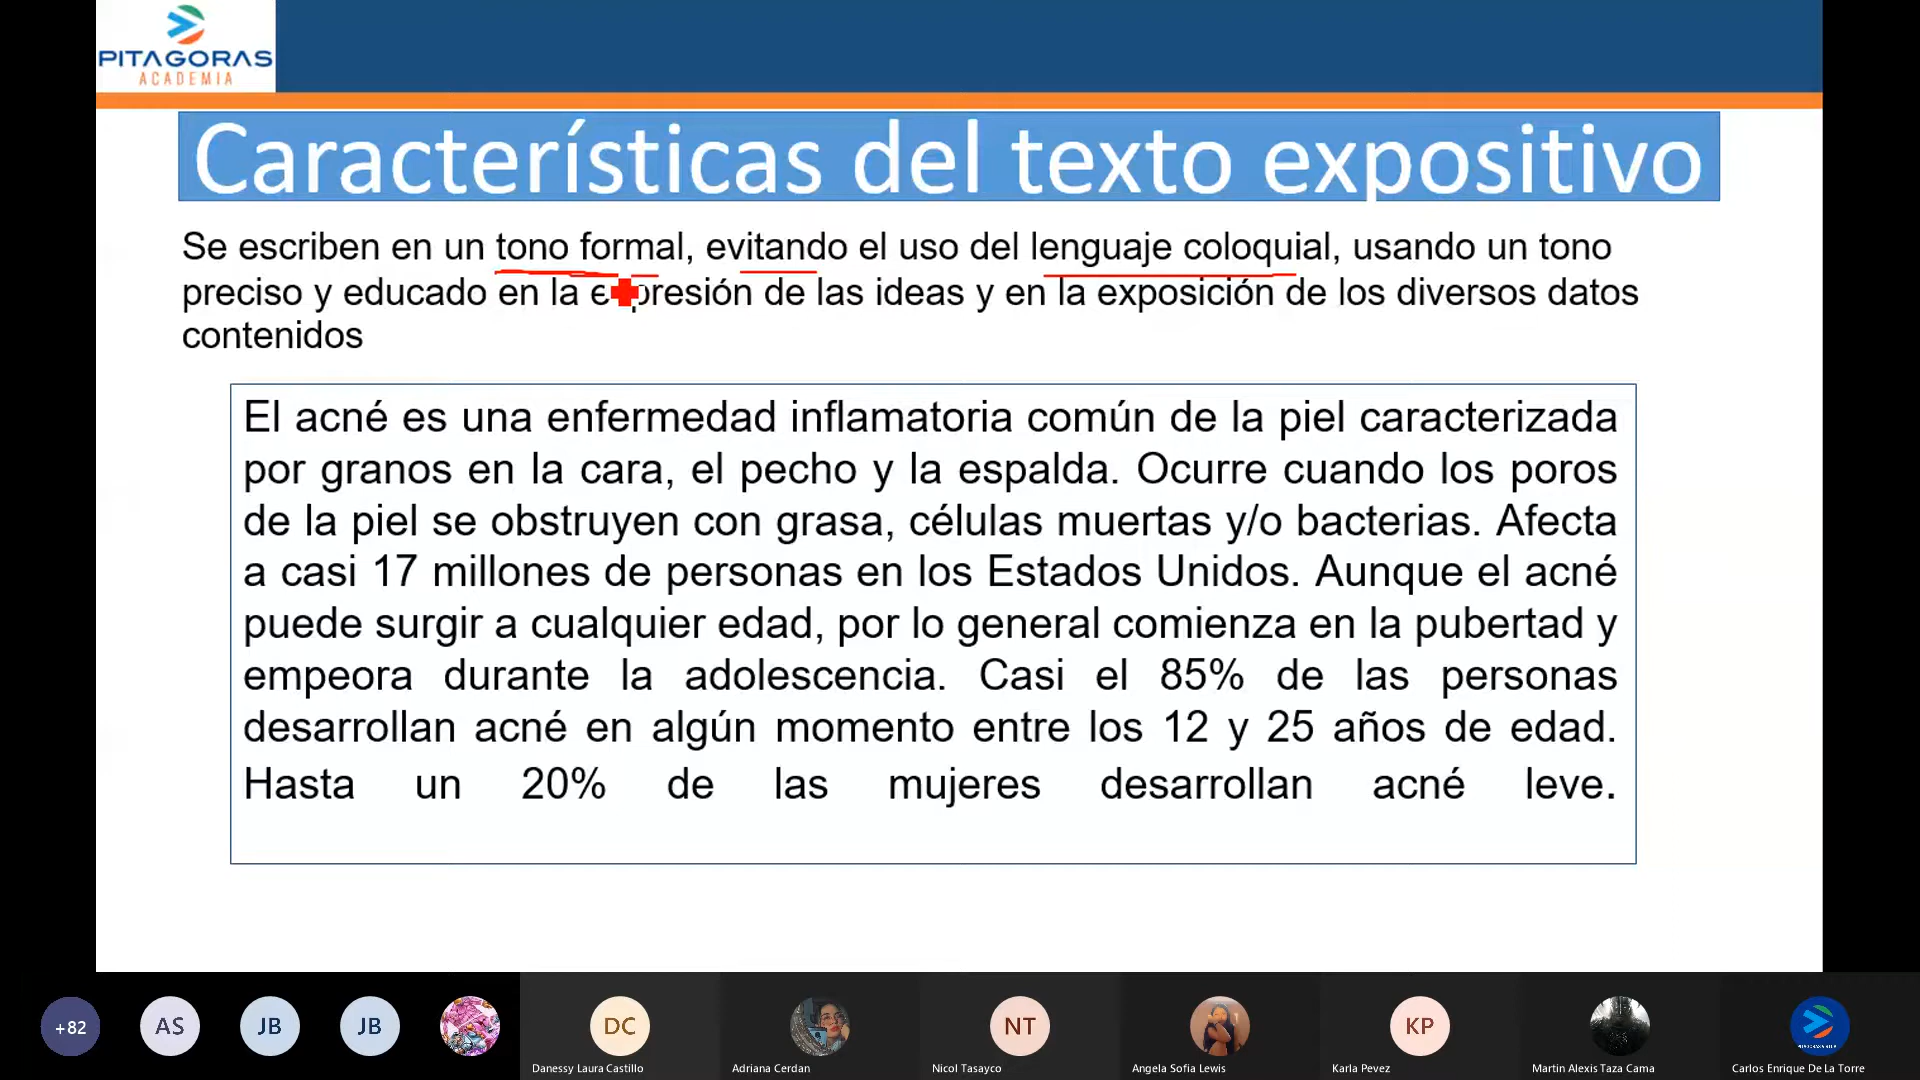 PITAGORAS
ACADEMIA
Características del texto expositivo
Se escriben en un tono formal, evitando el uso del lenguaje coloquial, usando un tono
preciso y educado en la expresión de las ideas y en la exposición de los diversos datos
contenidos
El acné es una enfermedad inflamatoria común de la piel caracterizada
por granos en la cara, el pecho y la espalda. Ocurre cuando los poros
de la piel se obstruyen con grasa, células muertas y/o bacterias. Afecta
a casi 17 millones de personas en los Estados Unidos. Aunque el acné
puede surgir a cualquier edad, por lo general comienza en la pubertad y
empeora durante la adolescencia. Casi el 85% de las personas
desarrollan acné en algún momento entre los 12 y 25 años de edad.
Hasta un 20% de las mujeres desarrollan acné leve.
+82 AS JB JB DC NT KP
Danessy Laura Castillo Adriana Cerdan Nicol Tasayco Angela Sofia Lewis Karla Pevez Martin Alexis Taza Cama Carlos Enrique De La Torre